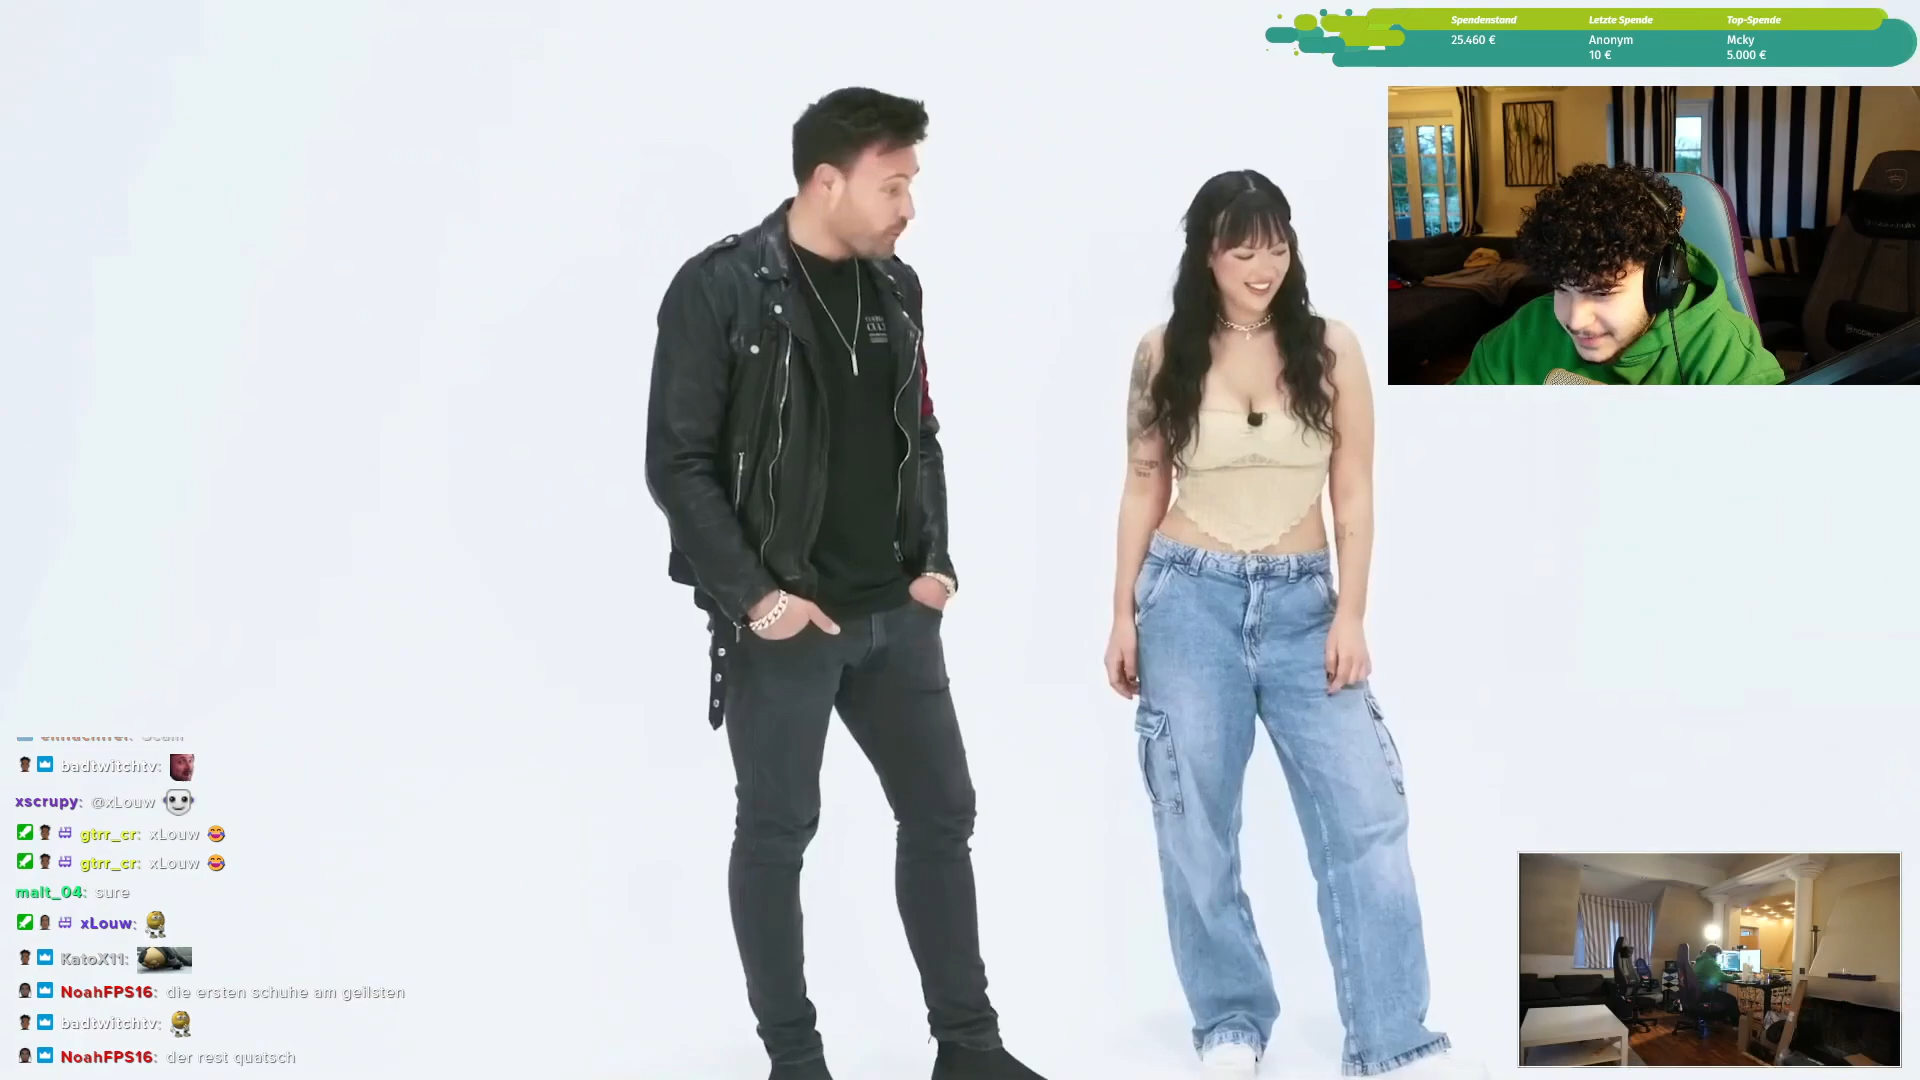 Spendenstand Letzte Spende Top-Spende
25.460 € Anonym Mcky
10 € 5.000 €
badtwitchtv:
xscrupy: @xLouw
gtrr_cr: xLouw 😂
gtrr_cr: xLouw 😂
malt_04: sure
xLouw:
KatoX11:
NoahFPS16: die ersten schuhe am geilsten
badtwitchtv:
NoahFPS16: der rest quatsch